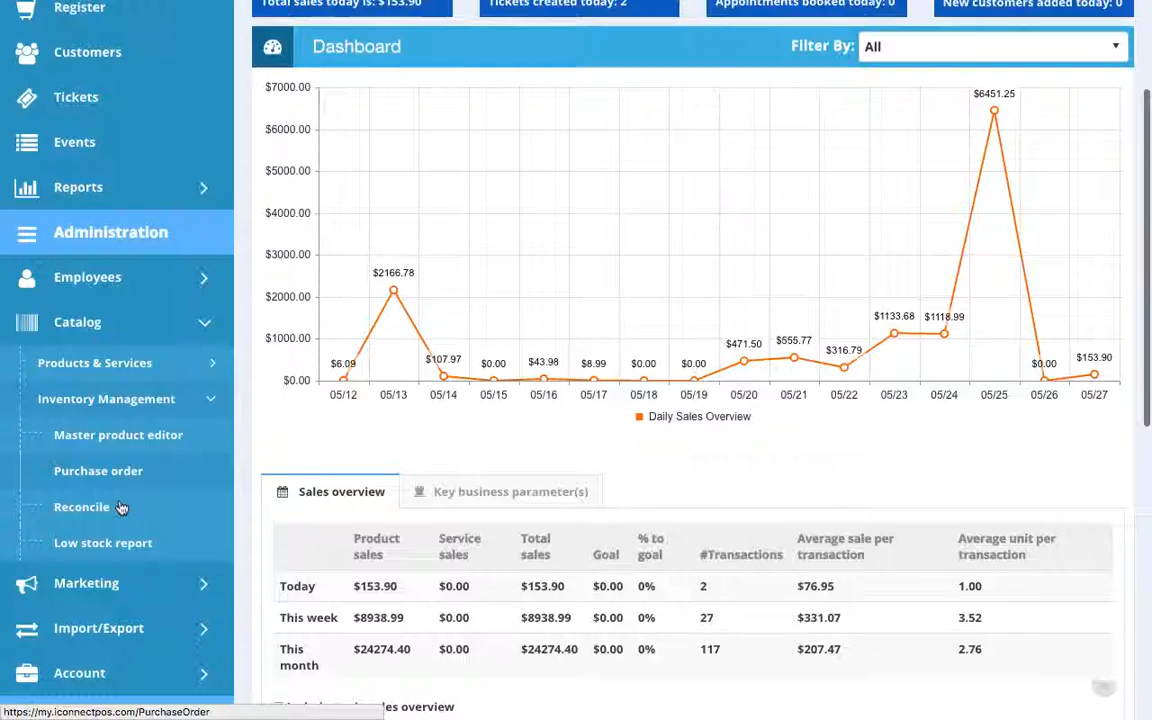 Register
Total sales today is: $153.90
Tickets created today: 2
Appointments booked today: 0
New customers added today: 0
Customers
Tickets
Events
Reports
Administration
Employees
Catalog
Products & Services
Inventory Management
Master product editor
Purchase order
Reconcile
Low stock report
Marketing
Import/Export
Account
https://my.iconnectpos.com/PurchaseOrder
Dashboard
Filter By:
All
$7000.00
$6000.00
$5000.00
$4000.00
$3000.00
$2000.00
$1000.00
$0.00
$6.09
$2166.78
$107.97
$0.00
$43.98
$8.99
$0.00
$0.00
$471.50
$555.77
$316.79
$1133.68
$1118.99
$6451.25
$0.00
$153.90
05/12 05/13 05/14 05/15 05/16 05/17 05/18 05/19 05/20 05/21 05/22 05/23 05/24 05/25 05/26 05/27
Daily Sales Overview
Sales overview
Key business parameter(s)
Product sales Service sales Total sales Goal % to goal #Transactions Average sale per transaction Average unit per transaction
Today $153.90 $0.00 $153.90 $0.00 0% 2 $76.95 1.00
This week $8938.99 $0.00 $8938.99 $0.00 0% 27 $331.07 3.52
This month $24274.40 $0.00 $24274.40 $0.00 0% 117 $207.47 2.76
overview